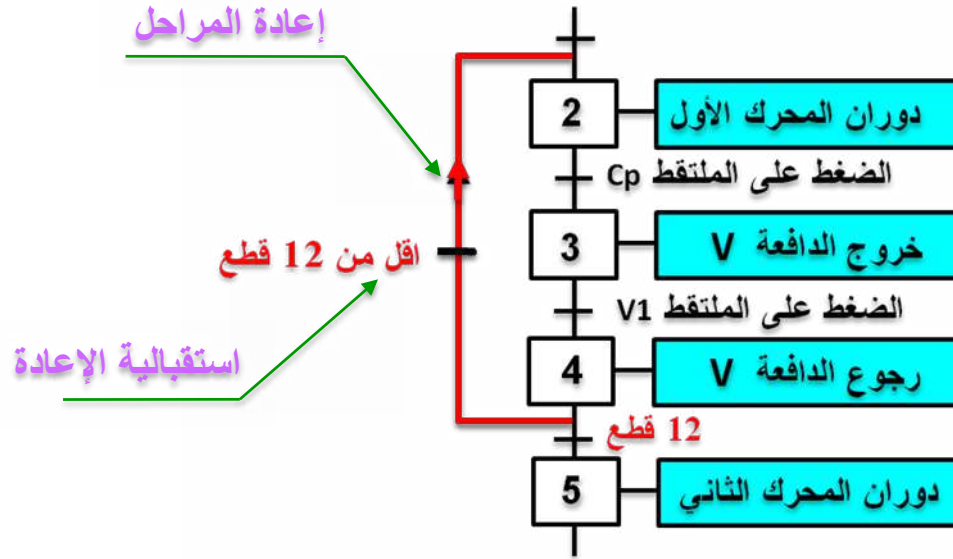 إعادة المراحل
2
دوران المحرك الأول
الضغط على الملتقط Cp
3
خروج الدافعة V
اقل من 12 قطع
الضغط على الملتقط V1
استقبالية الإعادة
4
رجوع الدافعة V
12 قطع
5
دوران المحرك الثاني